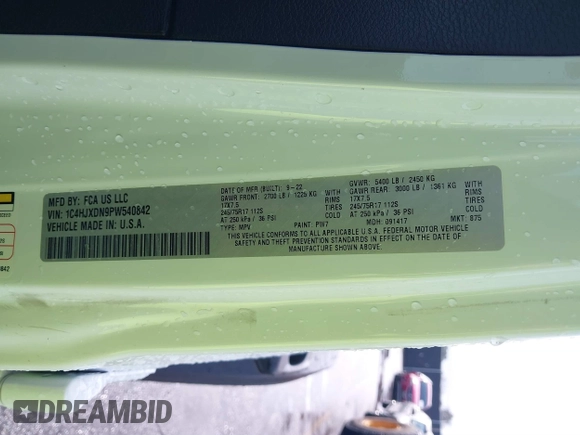 MFD BY: FCA US LLC
VIN: 1C4HJXDN9PW540842
VEHICLE MADE IN: U.S.A.
DATE OF MFR (BUILT): 9-22
GVWR: 5400 LB / 2450 KG
GAWR FRONT: 2700 LB / 1225 KG WITH
GAWR REAR: 3000 LB / 1361 KG WITH
17X7.5 RIMS
17X7.5 RIMS
245/75R17 112S TIRES
245/75R17 112S TIRES
AT 250 kPa / 36 PSI COLD
AT 250 kPa / 36 PSI COLD
TYPE: MPV PAINT: PW7 MDH: 091417 MKT: 875
THIS VEHICLE CONFORMS TO ALL APPLICABLE U.S.A. FEDERAL MOTOR VEHICLE
SAFETY AND THEFT PREVENTION STANDARDS IN EFFECT ON THE DATE OF
MANUFACTURE SHOWN ABOVE.
0842
DREAMBID